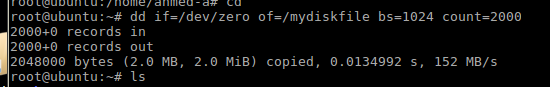 root@ubuntu:/home/ahmed-a# cd
root@ubuntu:~# dd if=/dev/zero of=/mydiskfile bs=1024 count=2000
2000+0 records in
2000+0 records out
2048000 bytes (2.0 MB, 2.0 MiB) copied, 0.0134992 s, 152 MB/s
root@ubuntu:~# ls